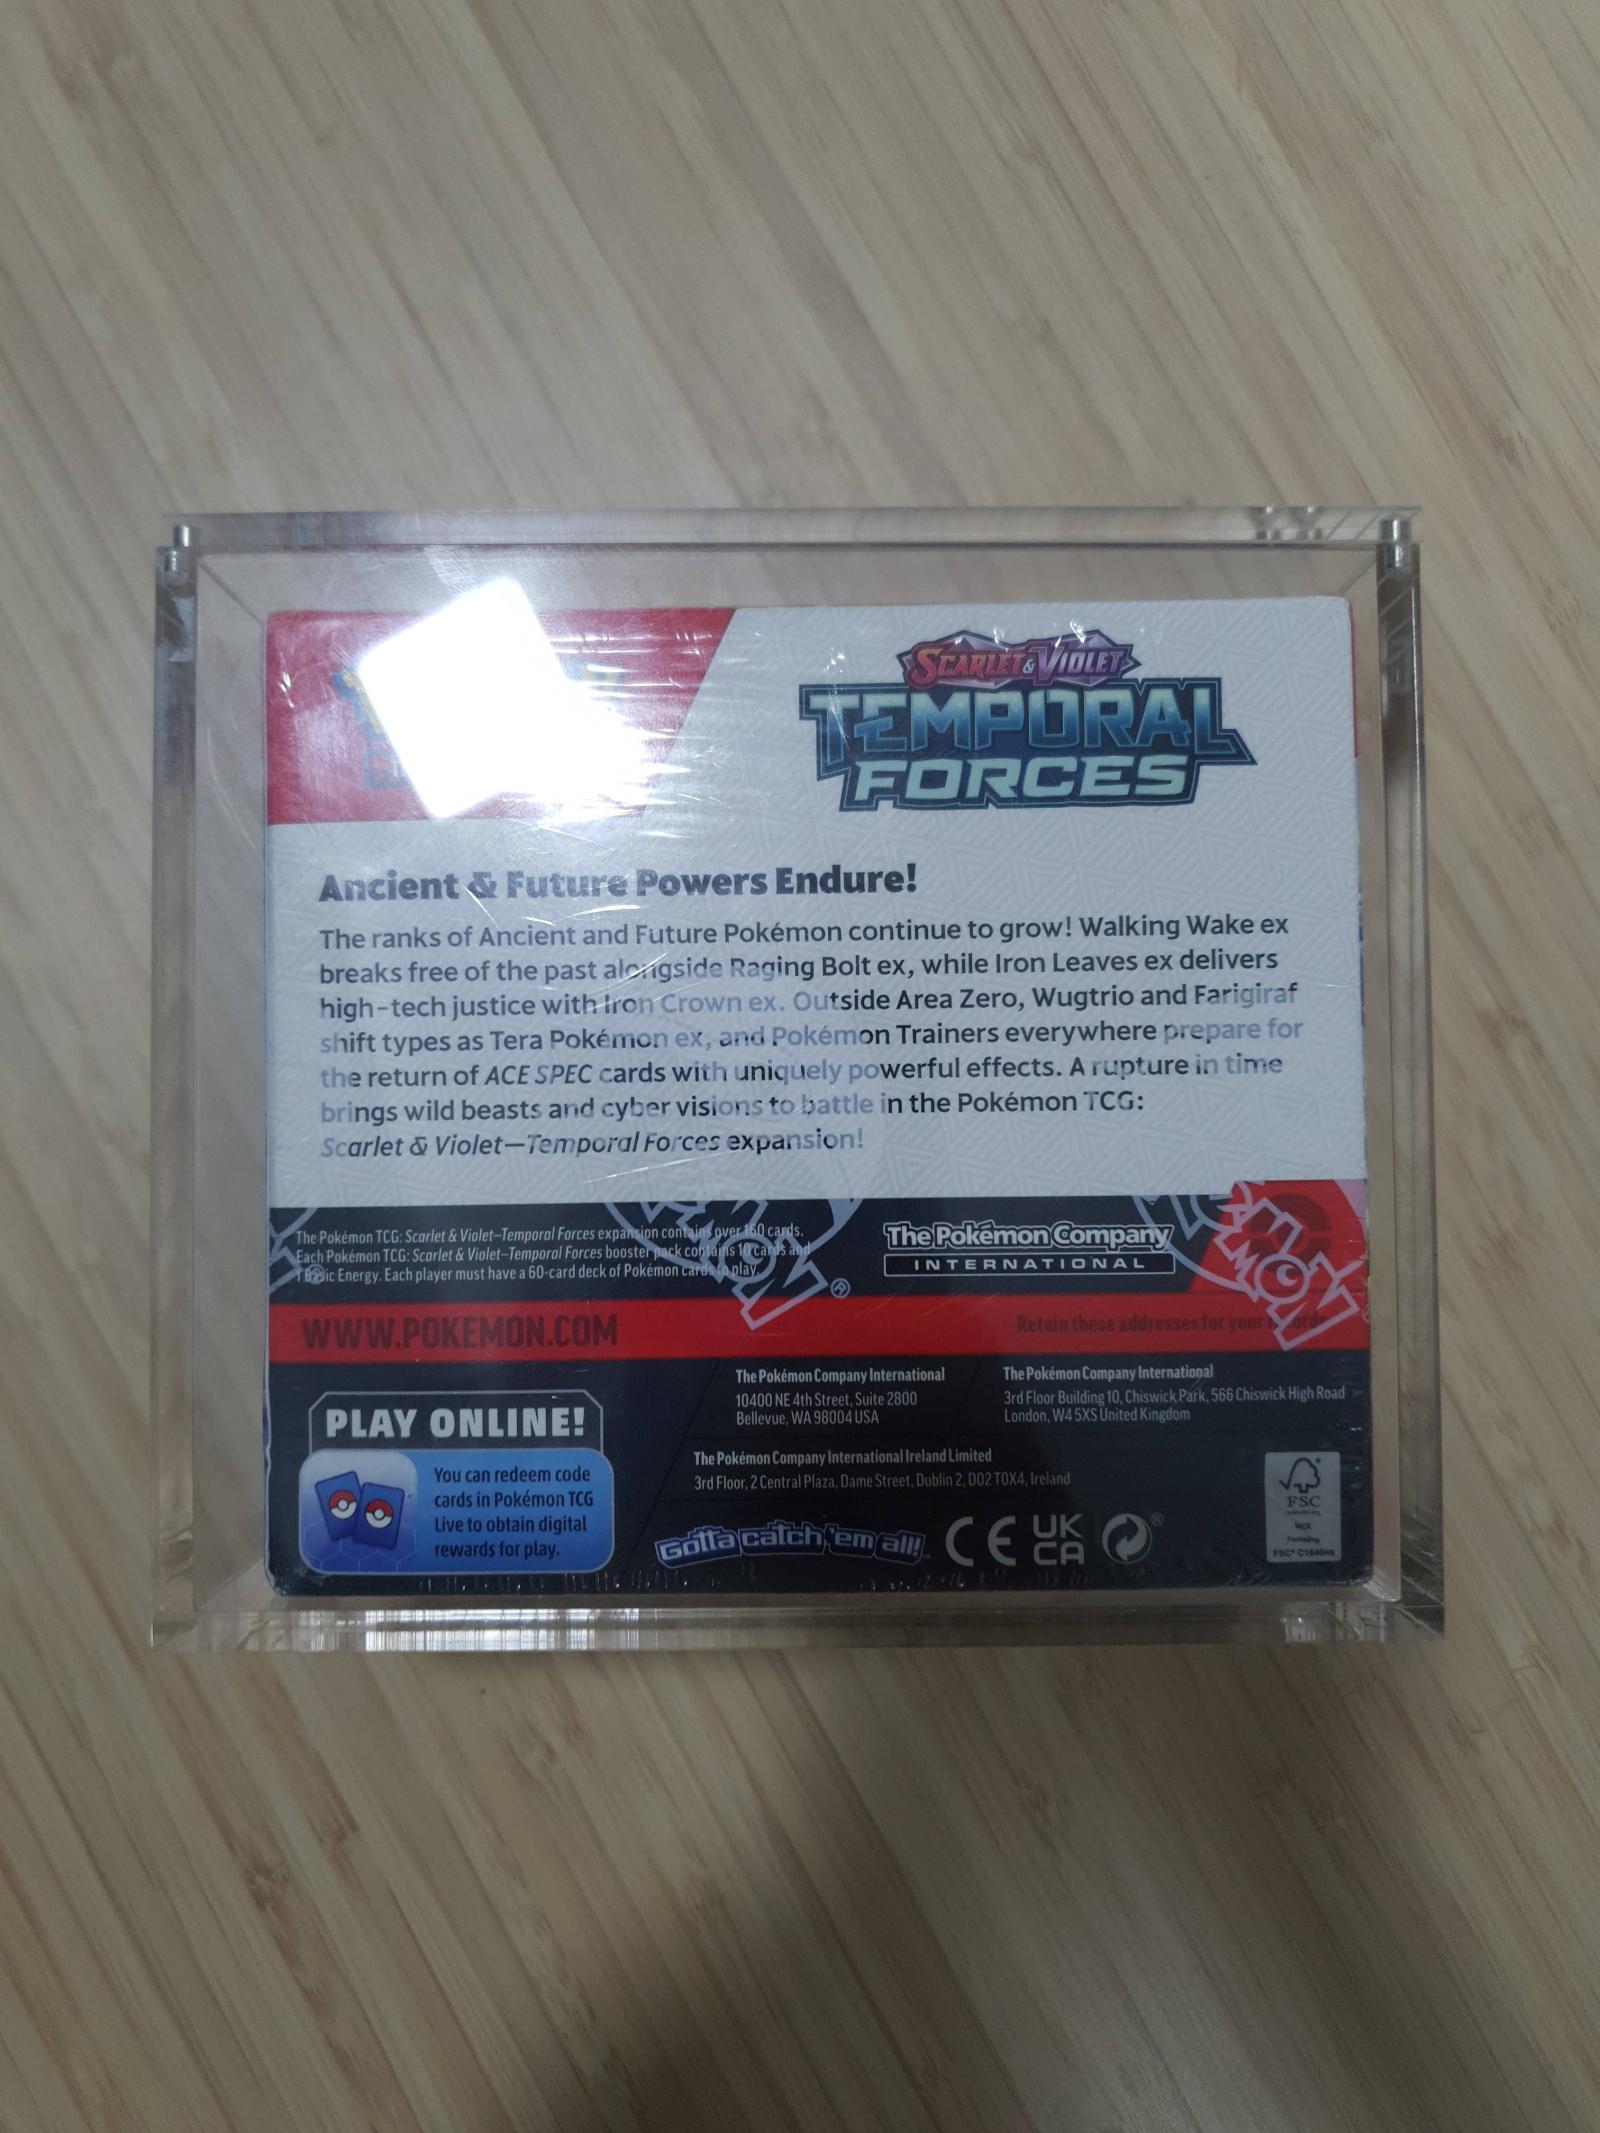 SCARLET & VIOLET
TEMPORAL
FORCES
Ancient & Future Powers Endure!
The ranks of Ancient and Future Pokémon continue to grow! Walking Wake ex
breaks free of the past alongside Raging Bolt ex, while Iron Leaves ex delivers
high-tech justice with Iron Crown ex. Outside Area Zero, Wugtrio and Farigiraf
shift types as Tera Pokémon ex, and Pokémon Trainers everywhere prepare for
the return of ACE SPEC cards with uniquely powerful effects. A rupture in time
brings wild beasts and cyber visions to battle in the Pokémon TCG:
Scarlet & Violet—Temporal Forces expansion!
The Pokémon TCG: Scarlet & Violet–Temporal Forces expansion contains over 160 cards.
Each Pokémon TCG: Scarlet & Violet–Temporal Forces booster pack contains 10 cards and
1 Basic Energy. Each player must have a 60-card deck of Pokémon cards to play.
The Pokémon Company
INTERNATIONAL
WWW.POKEMON.COM
Retain these addresses for your records.
The Pokémon Company International
10400 NE 4th Street, Suite 2800
Bellevue, WA 98004 USA
The Pokémon Company International
3rd Floor Building 10, Chiswick Park, 566 Chiswick High Road
London, W4 5XS United Kingdom
The Pokémon Company International Ireland Limited
3rd Floor, 2 Central Plaza, Dame Street, Dublin 2, D02 T0X4, Ireland
PLAY ONLINE!
You can redeem code
cards in Pokémon TCG
Live to obtain digital
rewards for play.
Gotta catch 'em all!™
CE
UK
CA
®
FSC
www.fsc.org
MIX
Packaging